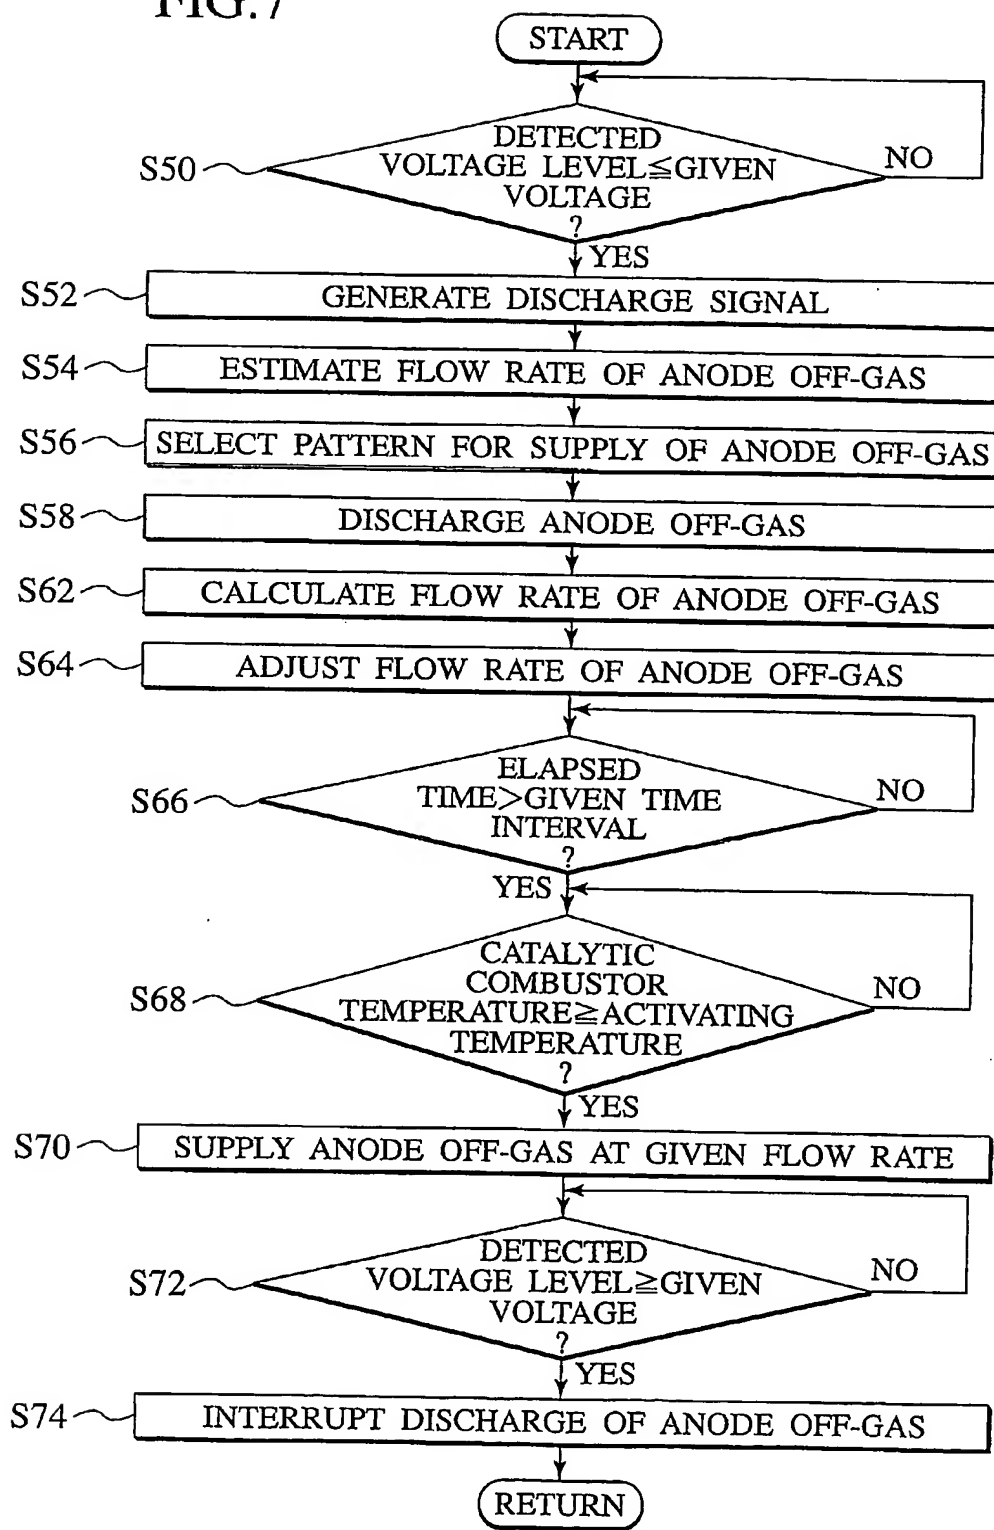 FIG.7
START
DETECTED
VOLTAGE LEVEL≦GIVEN
VOLTAGE
?
S50
NO
YES
S52
GENERATE DISCHARGE SIGNAL
S54
ESTIMATE FLOW RATE OF ANODE OFF-GAS
S56
SELECT PATTERN FOR SUPPLY OF ANODE OFF-GAS
S58
DISCHARGE ANODE OFF-GAS
S62
CALCULATE FLOW RATE OF ANODE OFF-GAS
S64
ADJUST FLOW RATE OF ANODE OFF-GAS
ELAPSED
TIME>GIVEN TIME
INTERVAL
?
S66
NO
YES
CATALYTIC
COMBUSTOR
TEMPERATURE≧ACTIVATING
TEMPERATURE
?
S68
NO
YES
S70
SUPPLY ANODE OFF-GAS AT GIVEN FLOW RATE
DETECTED
VOLTAGE LEVEL≧GIVEN
VOLTAGE
?
S72
NO
YES
S74
INTERRUPT DISCHARGE OF ANODE OFF-GAS
RETURN